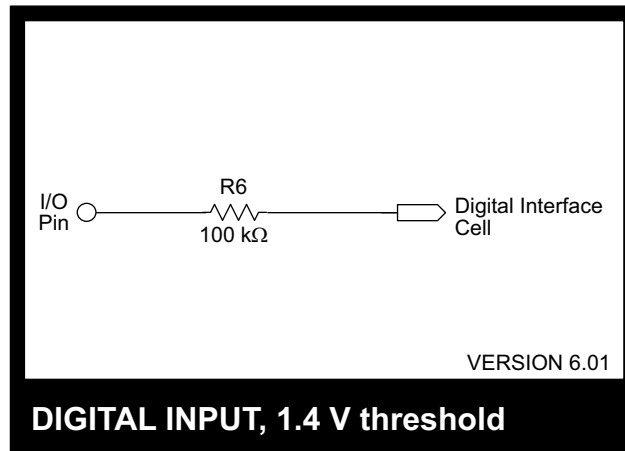 I/O
Pin
R6
100 kΩ
Digital Interface
Cell
VERSION 6.01
DIGITAL INPUT, 1.4 V threshold